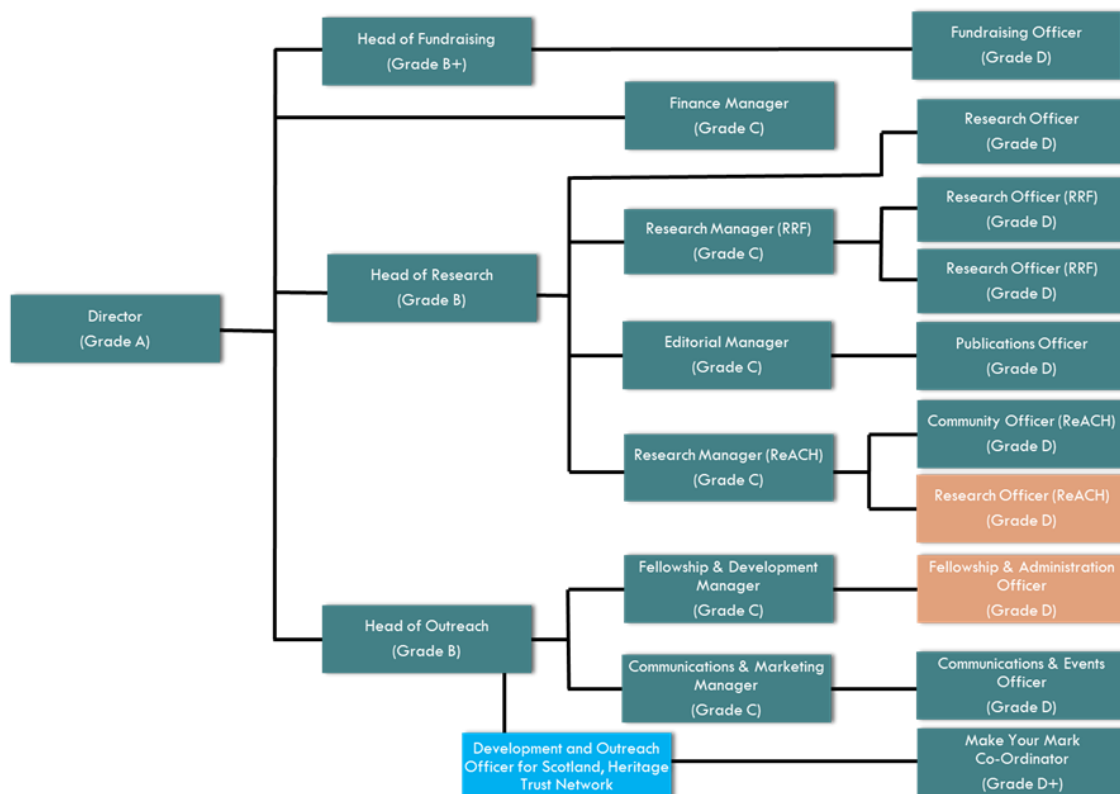 Head of Fundraising
(Grade B+)
Fundraising Officer
(Grade D)
Finance Manager
(Grade C)
Research Officer
(Grade D)
Research Manager (RRF)
(Grade C)
Research Officer (RRF)
(Grade D)
Research Officer (RRF)
(Grade D)
Head of Research
(Grade B)
Director
(Grade A)
Editorial Manager
(Grade C)
Publications Officer
(Grade D)
Research Manager (ReACH)
(Grade C)
Community Officer (ReACH)
(Grade D)
Research Officer (ReACH)
(Grade D)
Head of Outreach
(Grade B)
Fellowship & Development
Manager
(Grade C)
Fellowship & Administration
Officer
(Grade D)
Communications & Marketing
Manager
(Grade C)
Communications & Events
Officer
(Grade D)
Development and Outreach
Officer for Scotland, Heritage
Trust Network
Make Your Mark
Co-Ordinator
(Grade D+)